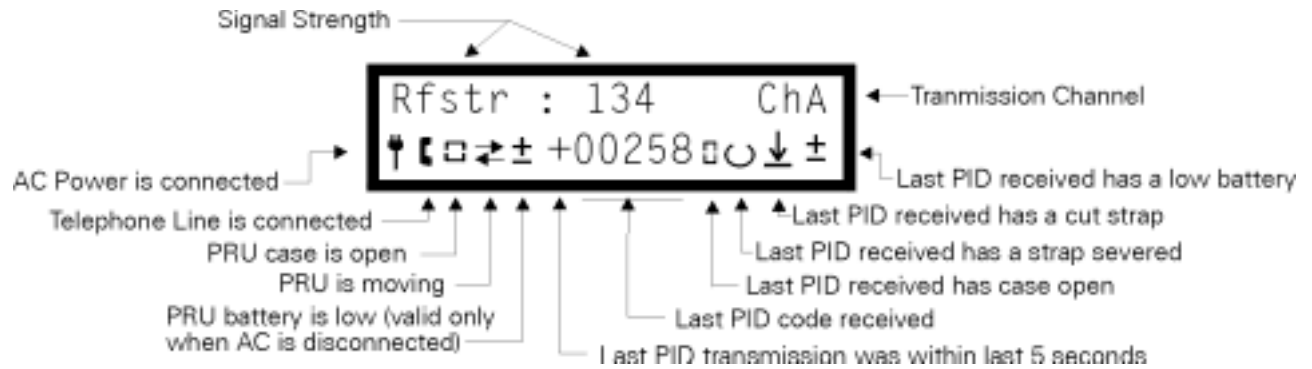 Signal Strength
Rfstr : 134 ChA
Tranmission Channel
+00258 ±
AC Power is connected
Last PID received has a low battery
Telephone Line is connected
Last PID received has a cut strap
PRU case is open
Last PID received has a strap severed
PRU is moving
Last PID received has case open
PRU battery is low (valid only
when AC is disconnected)
Last PID code received
Last PID transmission was within last 5 seconds